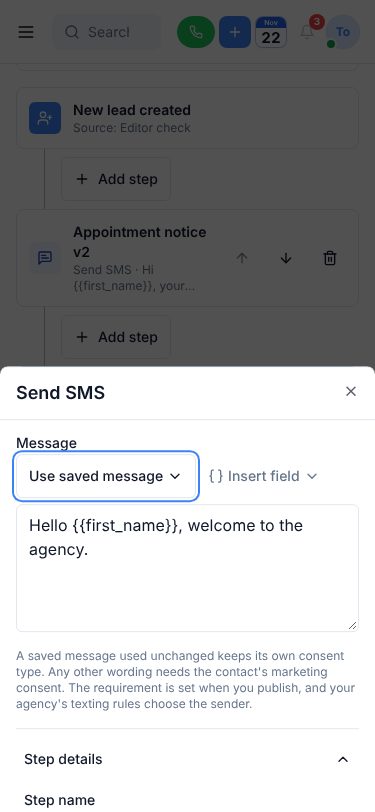 Search
Nov
22
3
To
New lead created
Source: Editor check
Add step
Appointment notice
v2
Send SMS · Hi
{{first_name}}, your...
Add step
Send SMS
Message
Use saved message
{ } Insert field
Hello {{first_name}}, welcome to the
agency.
A saved message used unchanged keeps its own consent
type. Any other wording needs the contact's marketing
consent. The requirement is set when you publish, and your
agency's texting rules choose the sender.
Step details
Step name